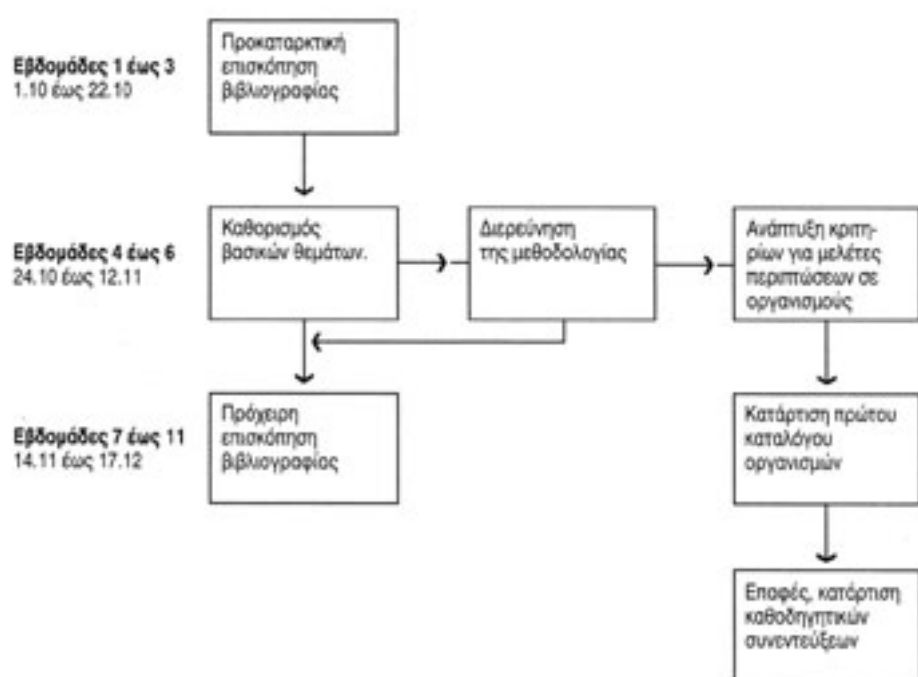 Εβδομάδες 1 έως 3
1.10 έως 22.10
Προκαταρκτική
επισκόπηση
βιβλιογραφίας
Εβδομάδες 4 έως 6
24.10 έως 12.11
Καθορισμός
βασικών θεμάτων.
Διερεύνηση
της μεθοδολογίας
Ανάπτυξη κριτη-
ρίων για μελέτες
περιπτώσεων σε
οργανισμούς
Εβδομάδες 7 έως 11
14.11 έως 17.12
Πρόχειρη
επισκόπηση
βιβλιογραφίας
Κατάρτιση πρώτου
καταλόγου
οργανισμών
Επαφές, κατάρτιση
καθοδηγητικών
συνεντεύξεων